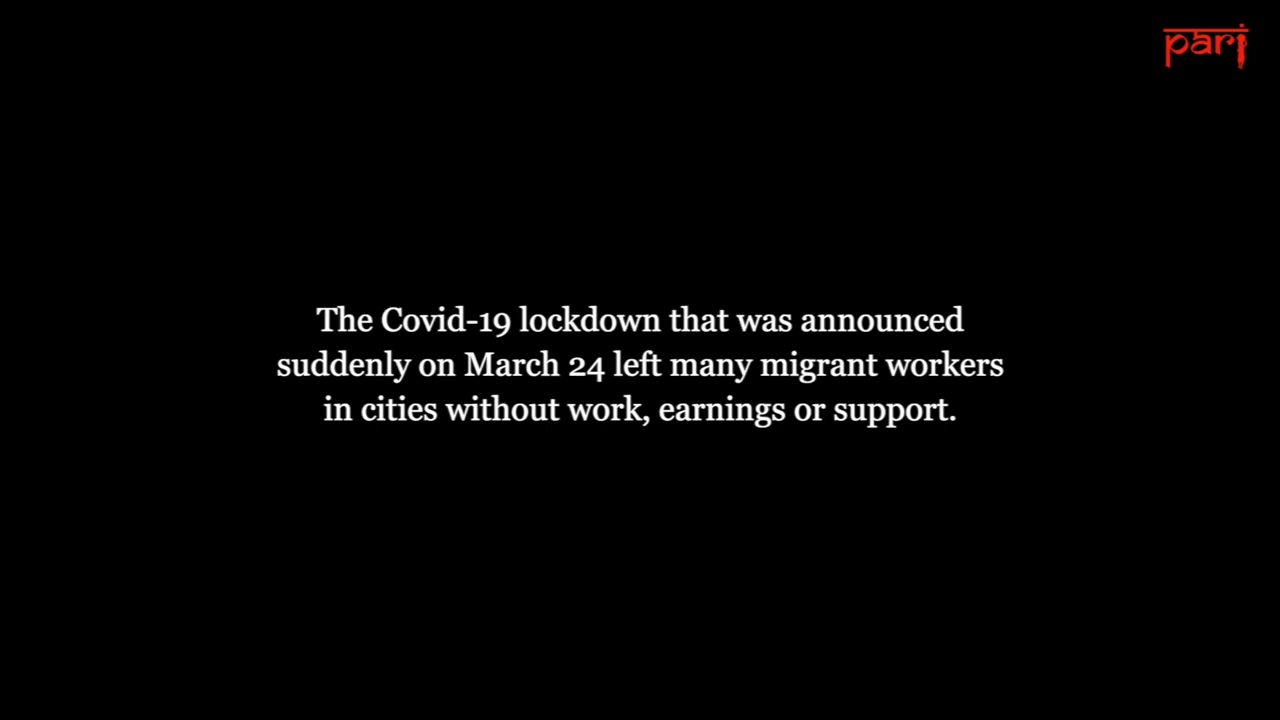 pari
The Covid-19 lockdown that was announced
suddenly on March 24 left many migrant workers
in cities without work, earnings or support.